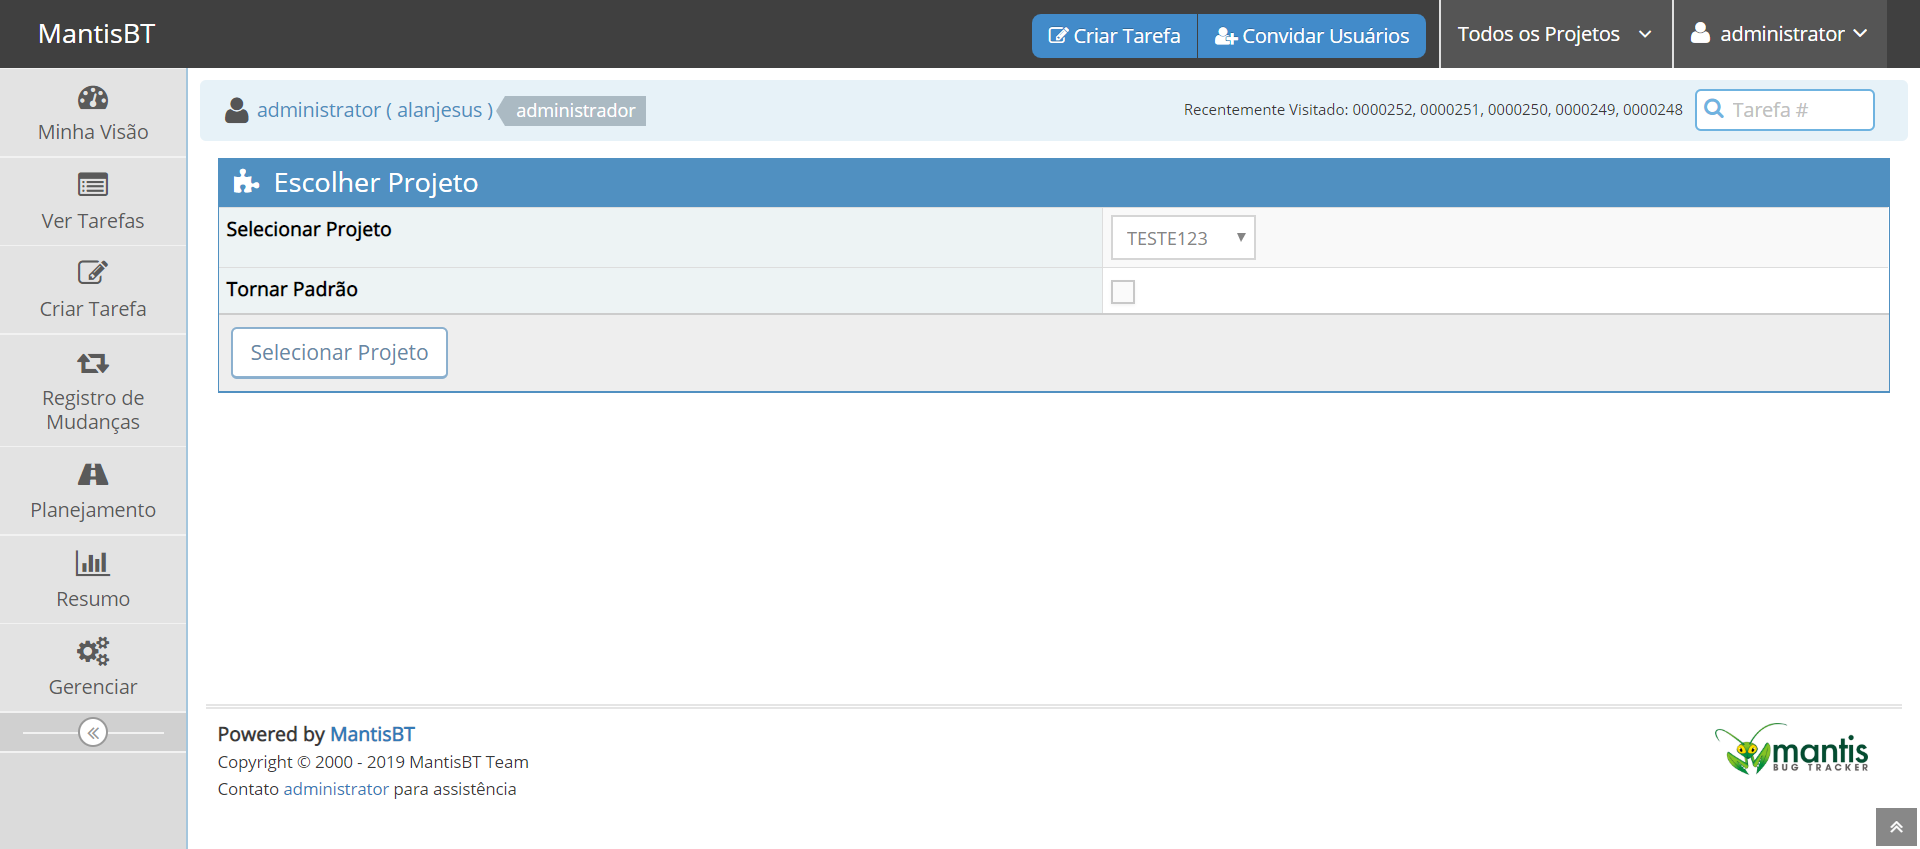 MantisBT
Criar Tarefa
Convidar Usuários
Todos os Projetos
administrator
Minha Visão
Ver Tarefas
Criar Tarefa
Registro de
Mudanças
Planejamento
Resumo
Gerenciar
administrator ( alanjesus )
administrador
Recentemente Visitado: 0000252, 0000251, 0000250, 0000249, 0000248
Tarefa #
Escolher Projeto
Selecionar Projeto
TESTE123
Tornar Padrão
Selecionar Projeto
Powered by MantisBT
Copyright © 2000 - 2019 MantisBT Team
Contato administrator para assistência
mantis
BUG TRACKER